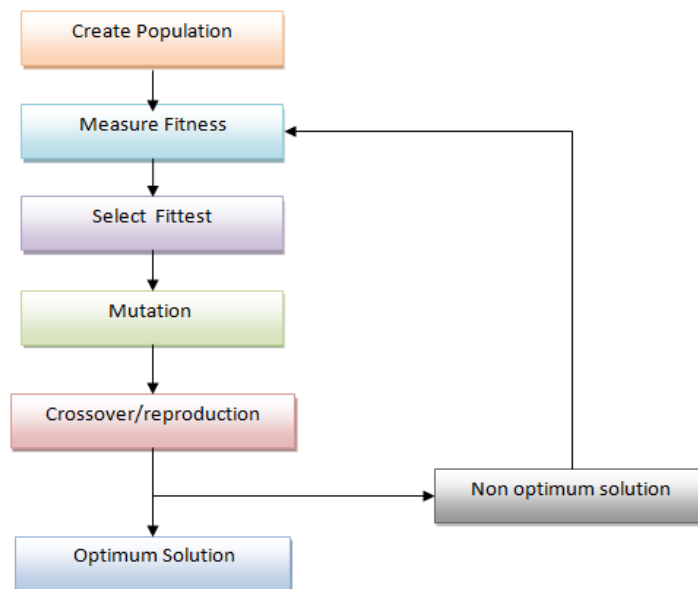 Create Population
Measure Fitness
Select Fittest
Mutation
Crossover/reproduction
Non optimum solution
Optimum Solution